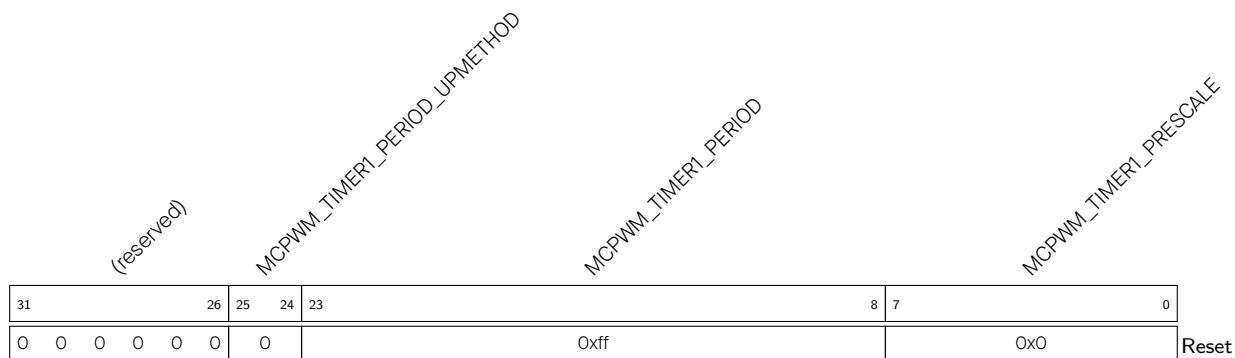 (reserved)
MCPWM_TIMER1_PERIOD_UPMETHOD
MCPWM_TIMER1_PERIOD
MCPWM_TIMER1_PRESCALE
31 26 25 24 23 8 7 0
0 0 0 0 0 0 0 0xff 0x0 Reset